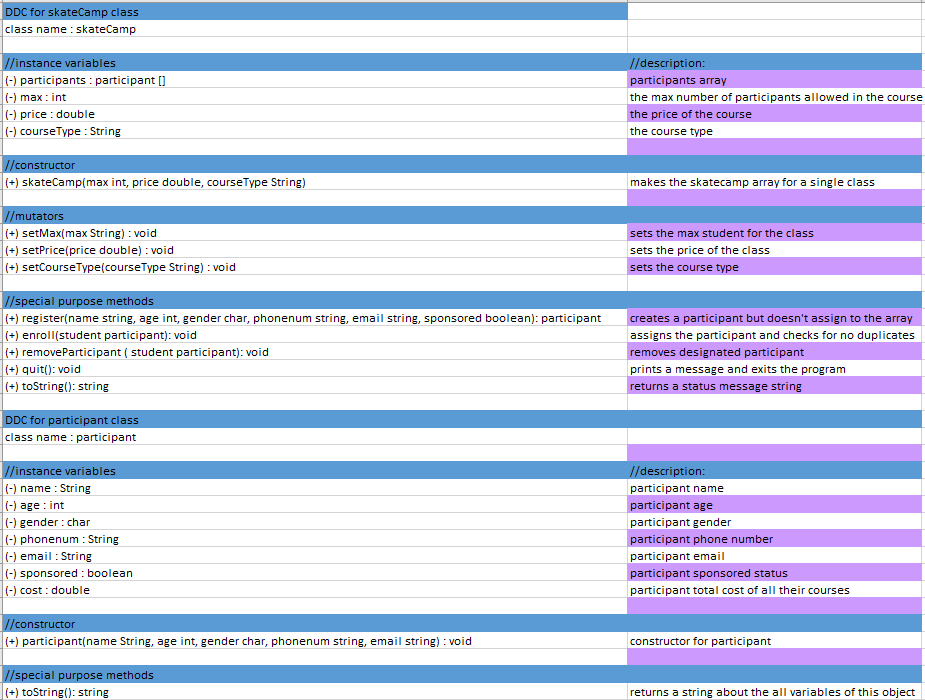 DDC for skateCamp class
class name : skateCamp
//instance variables //description:
(-) participants : participant [] participants array
(-) max : int the max number of participants allowed in the course
(-) price : double the price of the course
(-) courseType : String the course type
//constructor
(+) skateCamp(max int, price double, courseType String) makes the skatecamp array for a single class
//mutators
(+) setMax(max String) : void sets the max student for the class
(+) setPrice(price double) : void sets the price of the class
(+) setCourseType(courseType String) : void sets the course type
//special purpose methods
(+) register(name string, age int, gender char, phonenum string, email string, sponsored boolean): participant creates a participant but doesn't assign to the array
(+) enroll(student participant): void assigns the participant and checks for no duplicates
(+) removeParticipant ( student participant): void removes designated participant
(+) quit(): void prints a message and exits the program
(+) toString(): string returns a status message string
DDC for participant class
class name : participant
//instance variables //description:
(-) name : String participant name
(-) age : int participant age
(-) gender : char participant gender
(-) phonenum : String participant phone number
(-) email : String participant email
(-) sponsored : boolean participant sponsored status
(-) cost : double participant total cost of all their courses
//constructor
(+) participant(name String, age int, gender char, phonenum string, email string) : void constructor for participant
//special purpose methods
(+) toString(): string returns a string about the all variables of this object